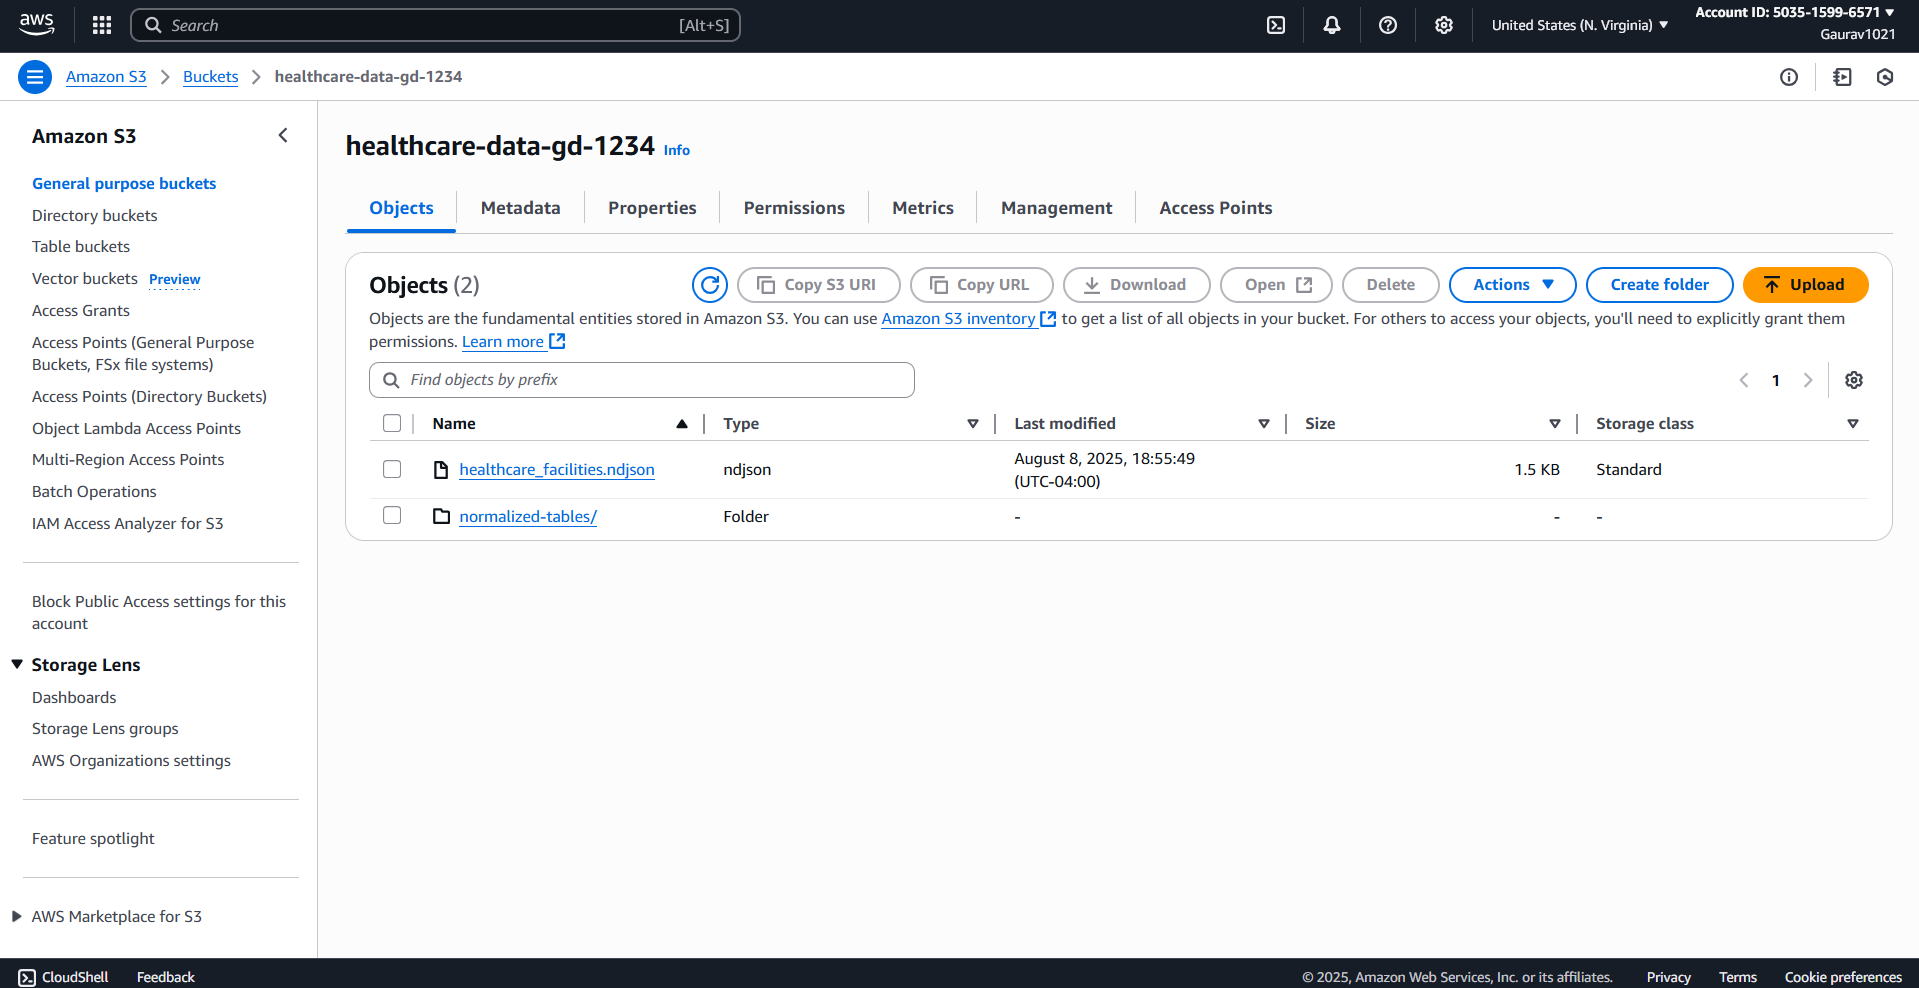 aws
Search [Alt+S]
United States (N. Virginia)
Account ID: 5035-1599-6571
Gaurav1021
Amazon S3 > Buckets > healthcare-data-gd-1234
Amazon S3
General purpose buckets
Directory buckets
Table buckets
Vector buckets Preview
Access Grants
Access Points (General Purpose
Buckets, FSx file systems)
Access Points (Directory Buckets)
Object Lambda Access Points
Multi-Region Access Points
Batch Operations
IAM Access Analyzer for S3
Block Public Access settings for this
account
Storage Lens
Dashboards
Storage Lens groups
AWS Organizations settings
Feature spotlight
AWS Marketplace for S3
healthcare-data-gd-1234 Info
Objects Metadata Properties Permissions Metrics Management Access Points
Objects (2) Copy S3 URI Copy URL Download Open Delete Actions Create folder Upload
Objects are the fundamental entities stored in Amazon S3. You can use Amazon S3 inventory to get a list of all objects in your bucket. For others to access your objects, you'll need to explicitly grant them
permissions. Learn more
Find objects by prefix 1
Name Type Last modified Size Storage class
healthcare_facilities.ndjson ndjson August 8, 2025, 18:55:49 (UTC-04:00) 1.5 KB Standard
normalized-tables/ Folder - - -
CloudShell Feedback © 2025, Amazon Web Services, Inc. or its affiliates. Privacy Terms Cookie preferences